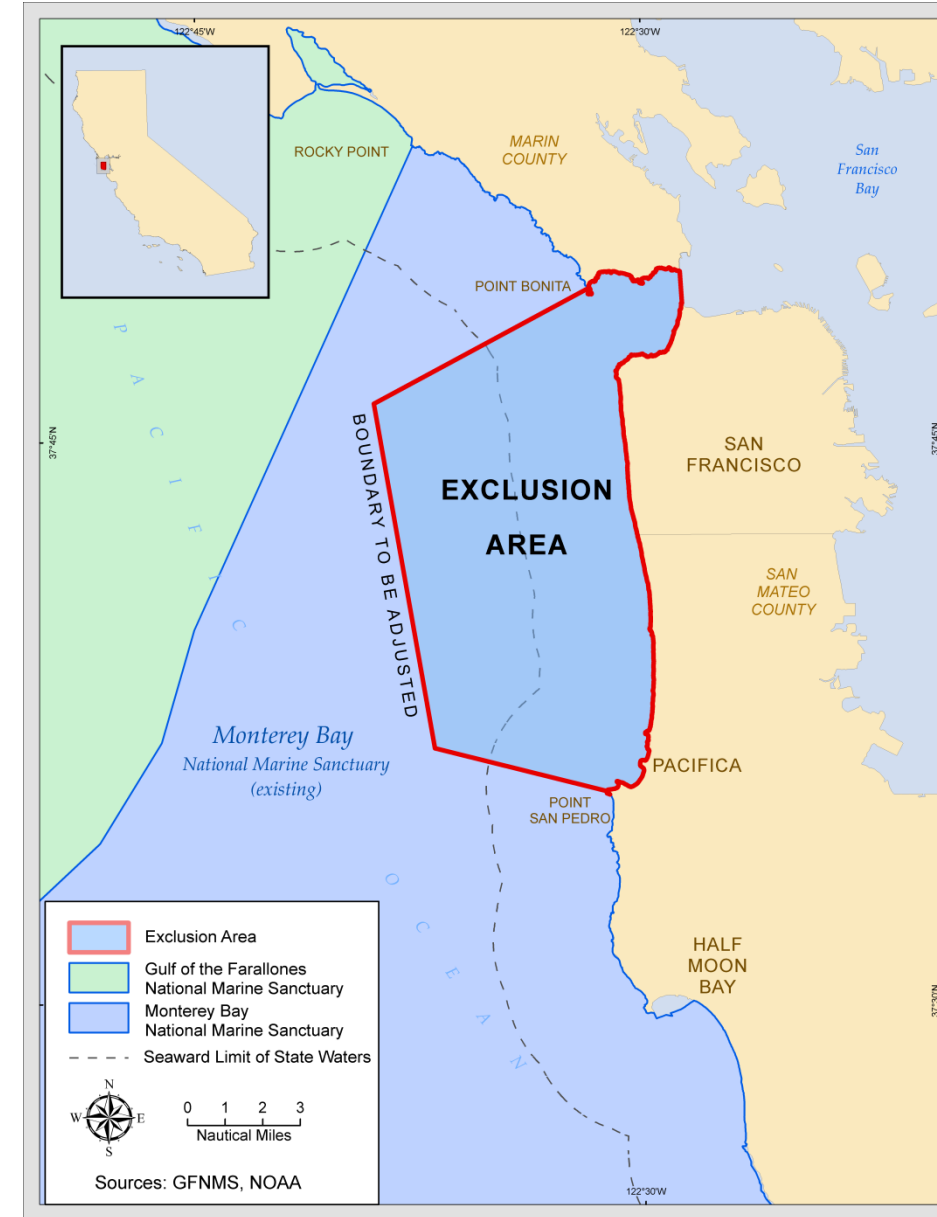 122°45'W
122°30'W
ROCKY POINT
MARIN
COUNTY
San
Francisco
Bay
POINT BONITA
PACIFIC
37°45'N
37°45'N
BOUNDARY TO BE ADJUSTED
EXCLUSION
AREA
SAN
FRANCISCO
SAN
MATEO
COUNTY
Monterey Bay
National Marine Sanctuary
(existing)
PACIFICA
POINT
SAN PEDRO
OCEAN
HALF
MOON
BAY
37°30'N
Exclusion Area
Gulf of the Farallones
National Marine Sanctuary
Monterey Bay
National Marine Sanctuary
Seaward Limit of State Waters
N
W
E
S
0 1 2 3
Nautical Miles
Sources: GFNMS, NOAA
122°30'W